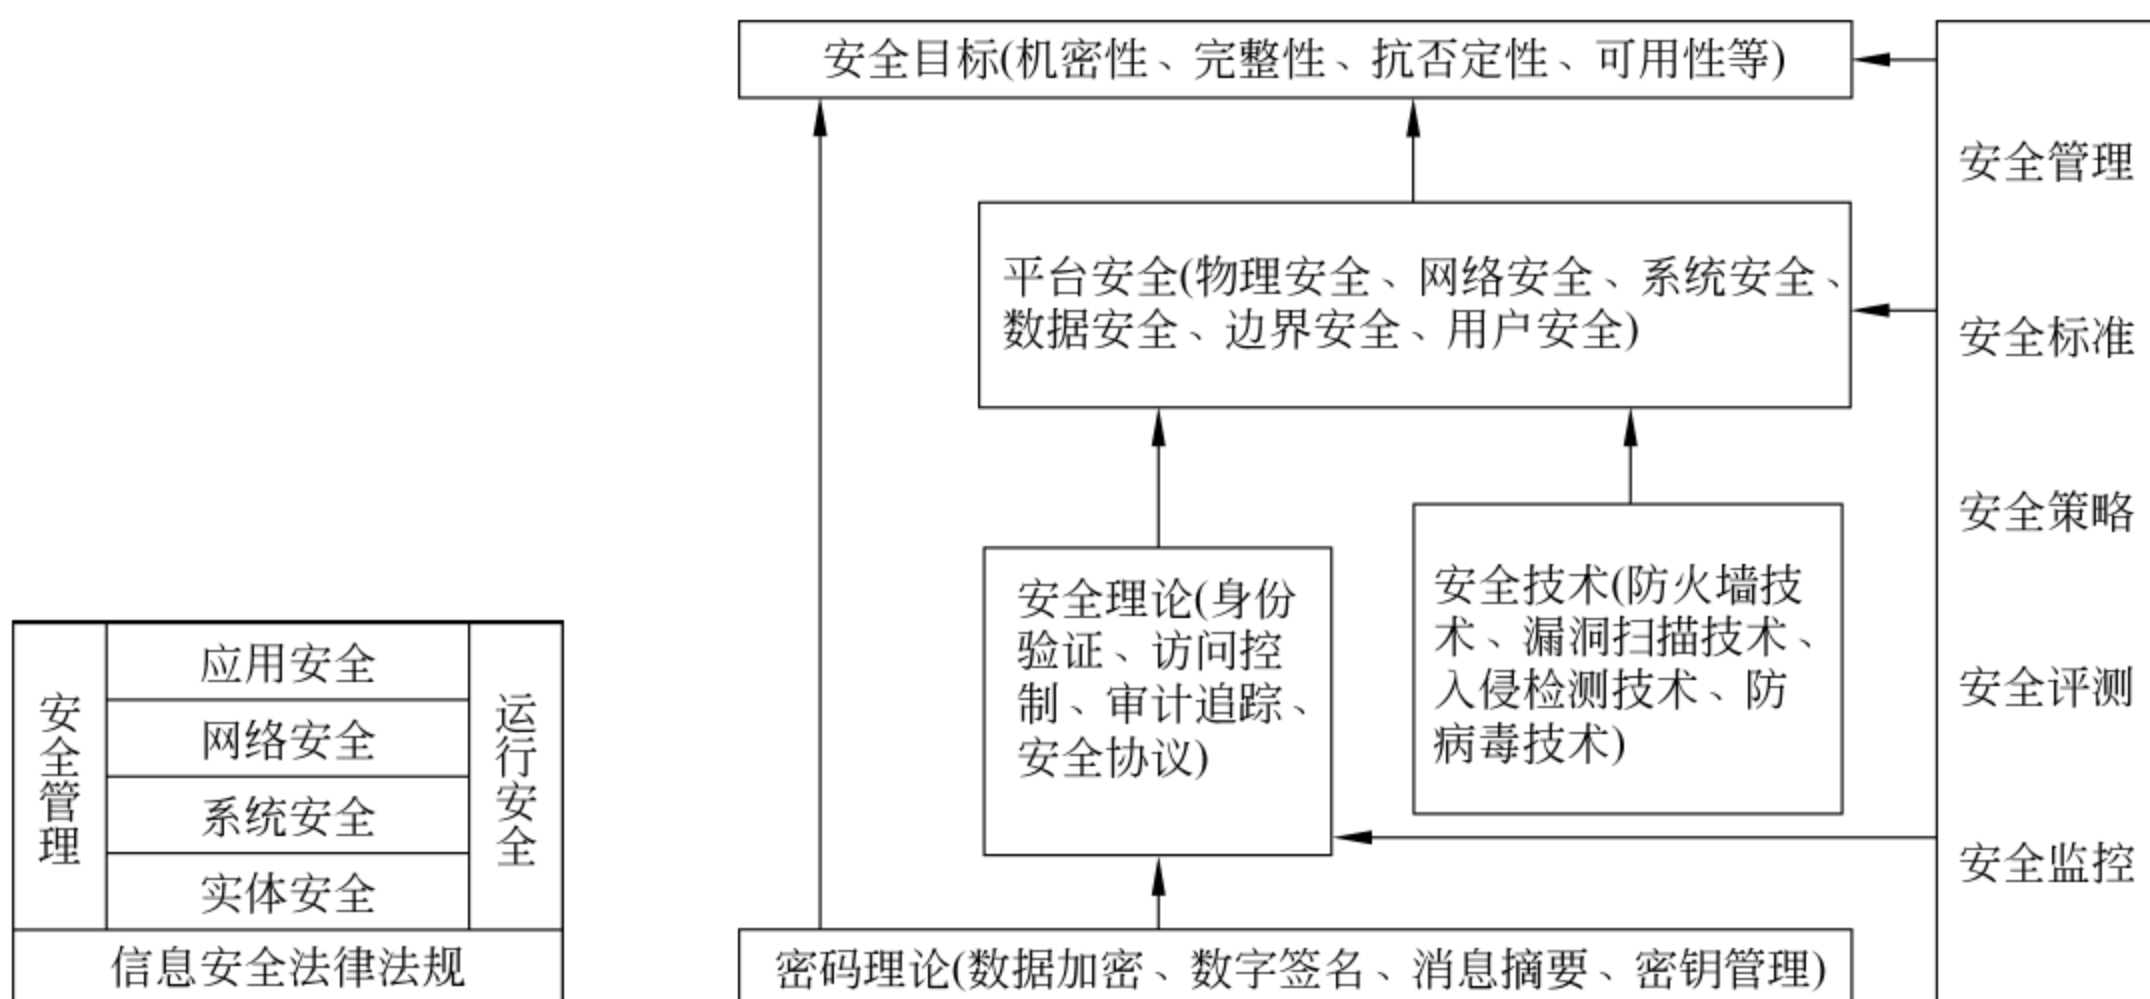 应用安全
网络安全
系统安全
实体安全
安全管理
运行安全
信息安全法律法规
安全目标(机密性、完整性、抗否定性、可用性等)
平台安全(物理安全、网络安全、系统安全、
数据安全、边界安全、用户安全)
安全理论(身份
验证、访问控
制、审计追踪、
安全协议)
安全技术(防火墙技
术、漏洞扫描技术、
入侵检测技术、防
病毒技术)
密码理论(数据加密、数字签名、消息摘要、密钥管理)
安全管理
安全标准
安全策略
安全评测
安全监控